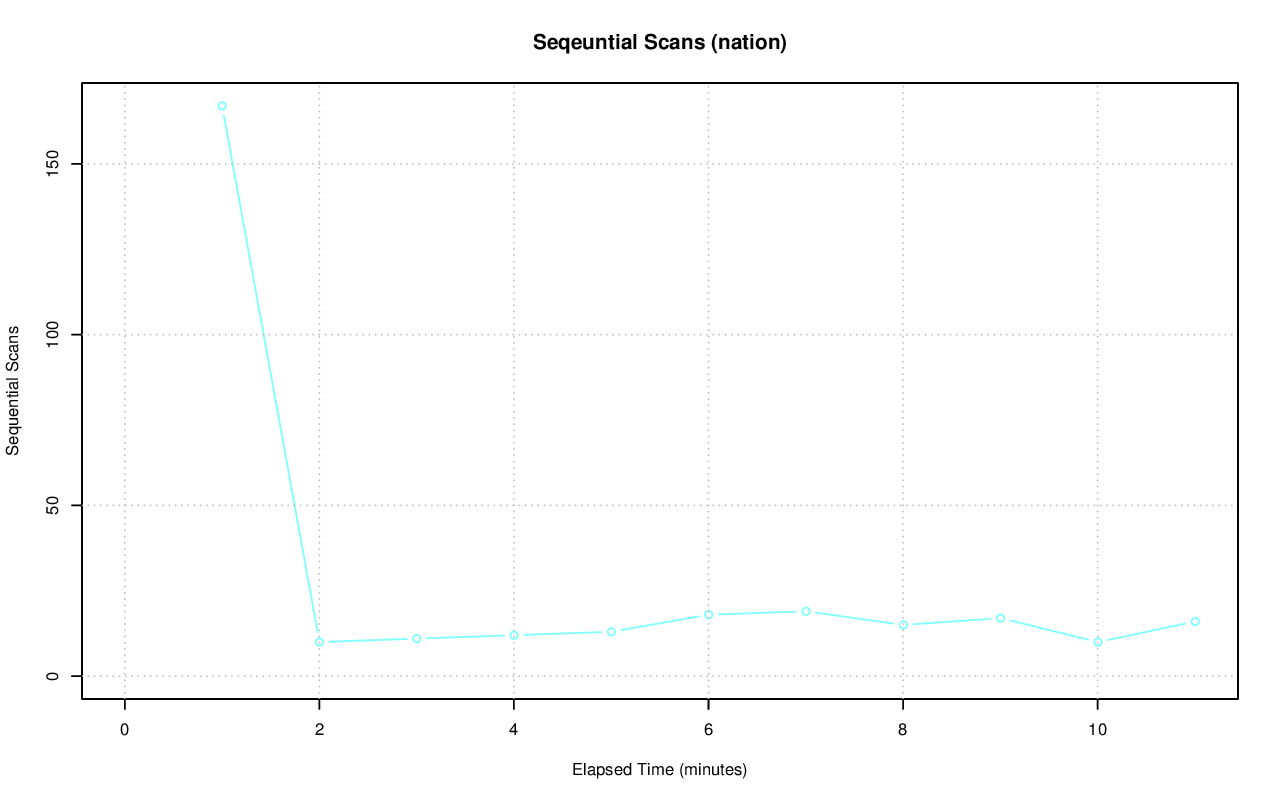 Seqeuntial Scans (nation)
Sequential Scans
150
100
50
0
0 2 4 6 8 10
Elapsed Time (minutes)